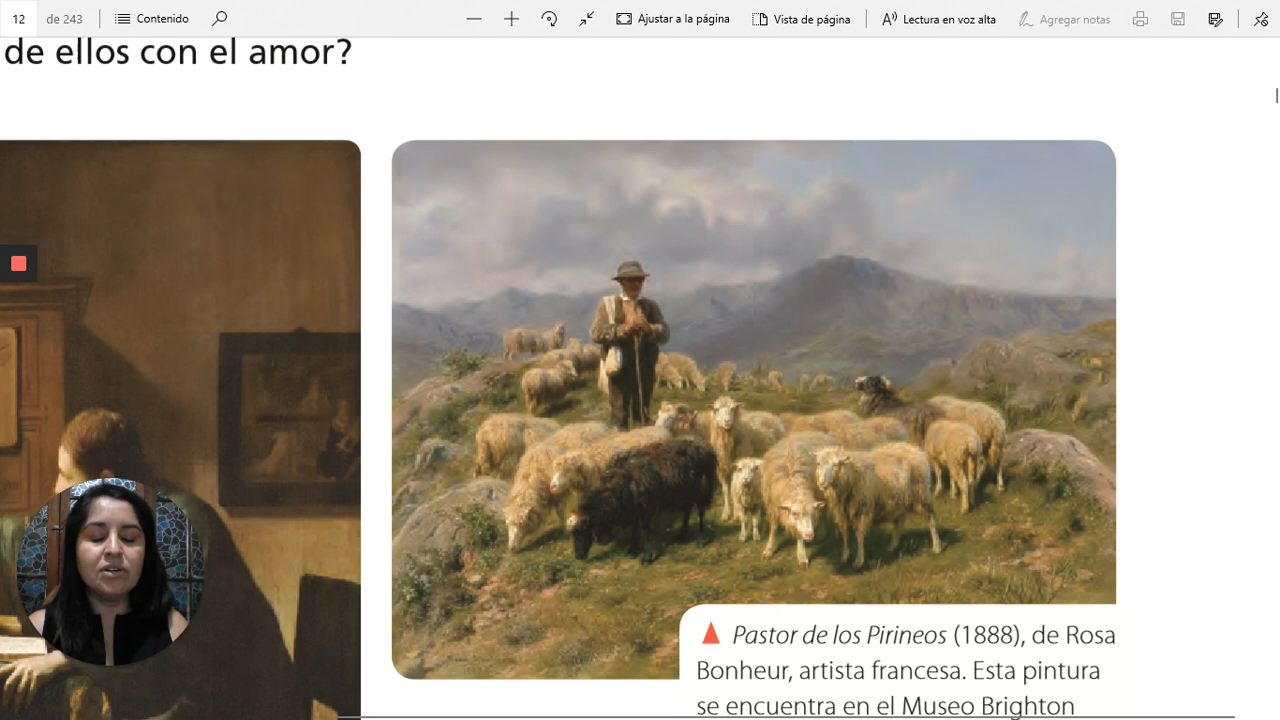 12 de 243 Contenido Ajustar a la página Vista de página Lectura en voz alta Agregar notas
de ellos con el amor?
Pastor de los Pirineos (1888), de Rosa
Bonheur, artista francesa. Esta pintura
se encuentra en el Museo Brighton